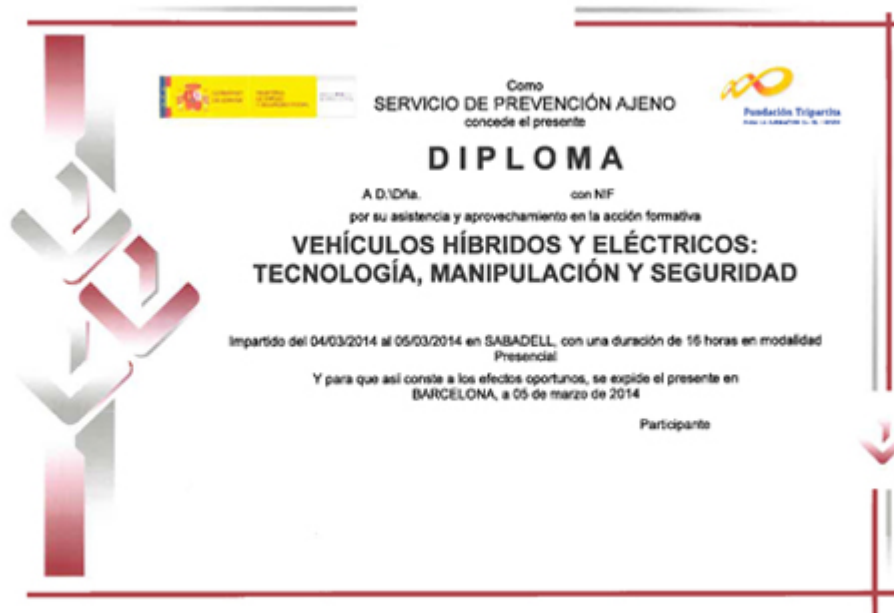 Como
SERVICIO DE PREVENCIÓN AJENO
concede el presente
Fundación Tripartita
DIPLOMA
A D.\Dña. con NIF
por su asistencia y aprovechamiento en la acción formativa
VEHÍCULOS HÍBRIDOS Y ELÉCTRICOS:
TECNOLOGÍA, MANIPULACIÓN Y SEGURIDAD
Impartido del 04/03/2014 al 05/03/2014 en SABADELL, con una duración de 16 horas en modalidad
Presencial
Y para que así conste a los efectos oportunos, se expide el presente en
BARCELONA, a 05 de marzo de 2014
Participante